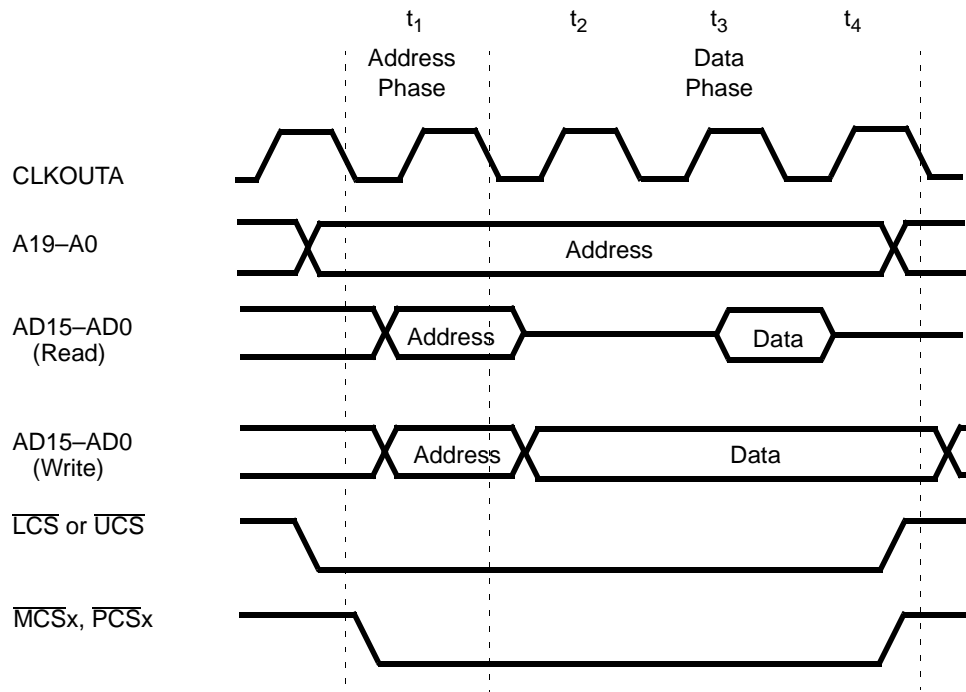 t1 t2 t3 t4
Address Data
Phase Phase
CLKOUTA
A19–A0 Address
AD15–AD0
(Read) Address Data
AD15–AD0
(Write) Address Data
LCS or UCS
MCSx, PCSx